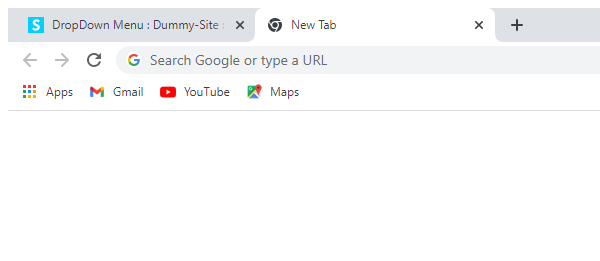 S DropDown Menu : Dummy-Site : New Tab
Search Google or type a URL
Apps Gmail YouTube Maps